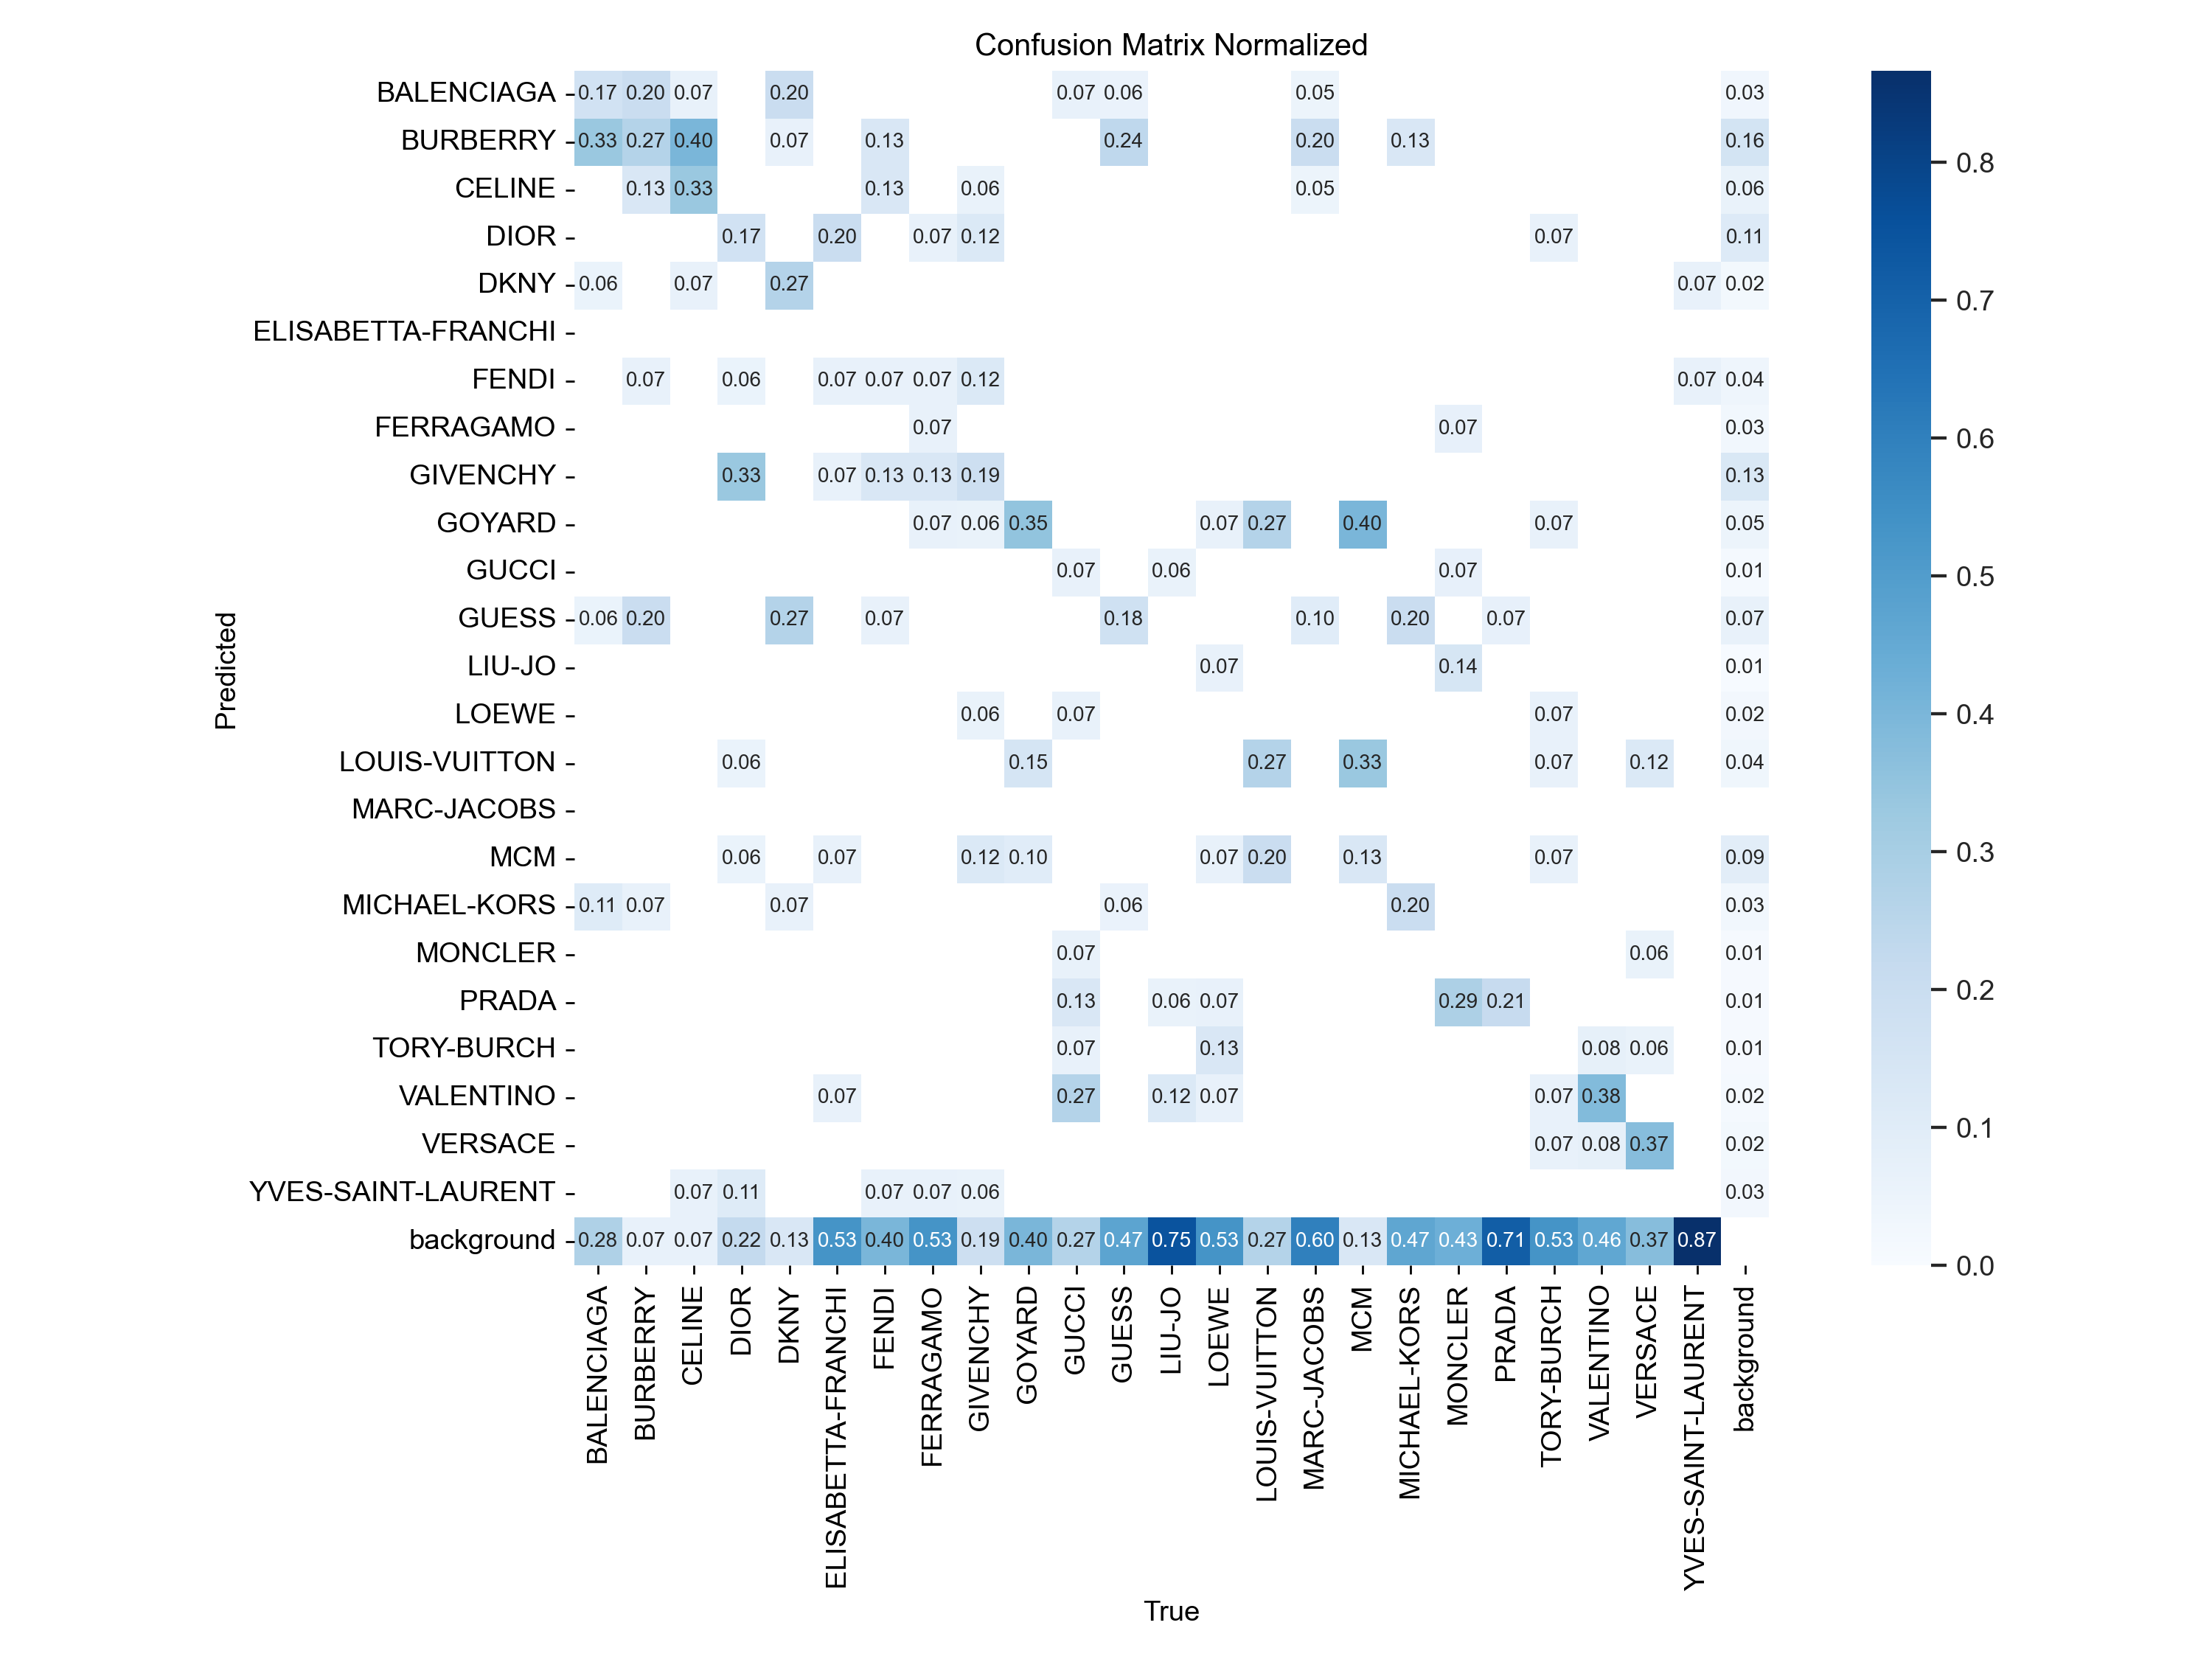 Confusion Matrix Normalized
BALENCIAGA 0.17 0.20 0.07 0.20 0.07 0.06 0.05 0.03
BURBERRY 0.33 0.27 0.40 0.07 0.13 0.24 0.20 0.13 0.16
0.8
CELINE 0.13 0.33 0.13 0.06 0.05 0.06
DIOR 0.17 0.20 0.07 0.12 0.07 0.11
DKNY 0.06 0.07 0.27 0.07 0.02
0.7
ELISABETTA-FRANCHI
FENDI 0.07 0.06 0.07 0.07 0.07 0.12 0.07 0.04
FERRAGAMO 0.07 0.07 0.03
0.6
GIVENCHY 0.33 0.07 0.13 0.13 0.19 0.13
GOYARD 0.07 0.06 0.35 0.07 0.27 0.40 0.07 0.05
GUCCI 0.07 0.06 0.07 0.01
0.5
GUESS 0.06 0.20 0.27 0.07 0.18 0.10 0.20 0.07 0.07
Predicted
LIU-JO 0.07 0.14 0.01
LOEWE 0.06 0.07 0.07 0.02
0.4
LOUIS-VUITTON 0.06 0.15 0.27 0.33 0.07 0.12 0.04
MARC-JACOBS
MCM 0.06 0.07 0.12 0.10 0.07 0.20 0.13 0.07 0.09
0.3
MICHAEL-KORS 0.11 0.07 0.07 0.06 0.20 0.03
MONCLER 0.07 0.06 0.01
PRADA 0.13 0.06 0.07 0.29 0.21 0.01
0.2
TORY-BURCH 0.07 0.13 0.08 0.06 0.01
VALENTINO 0.07 0.27 0.12 0.07 0.07 0.38 0.02
0.1
VERSACE 0.07 0.08 0.37 0.02
YVES-SAINT-LAURENT 0.07 0.11 0.07 0.07 0.06 0.03
background 0.28 0.07 0.07 0.22 0.13 0.53 0.40 0.53 0.19 0.40 0.27 0.47 0.75 0.53 0.27 0.60 0.13 0.47 0.43 0.71 0.53 0.46 0.37 0.87
0.0
BALENCIAGA
BURBERRY
CELINE
DIOR
DKNY
ELISABETTA-FRANCHI
FENDI
FERRAGAMO
GIVENCHY
GOYARD
GUCCI
GUESS
LIU-JO
LOEWE
LOUIS-VUITTON
MARC-JACOBS
MCM
MICHAEL-KORS
MONCLER
PRADA
TORY-BURCH
VALENTINO
VERSACE
YVES-SAINT-LAURENT
background
True